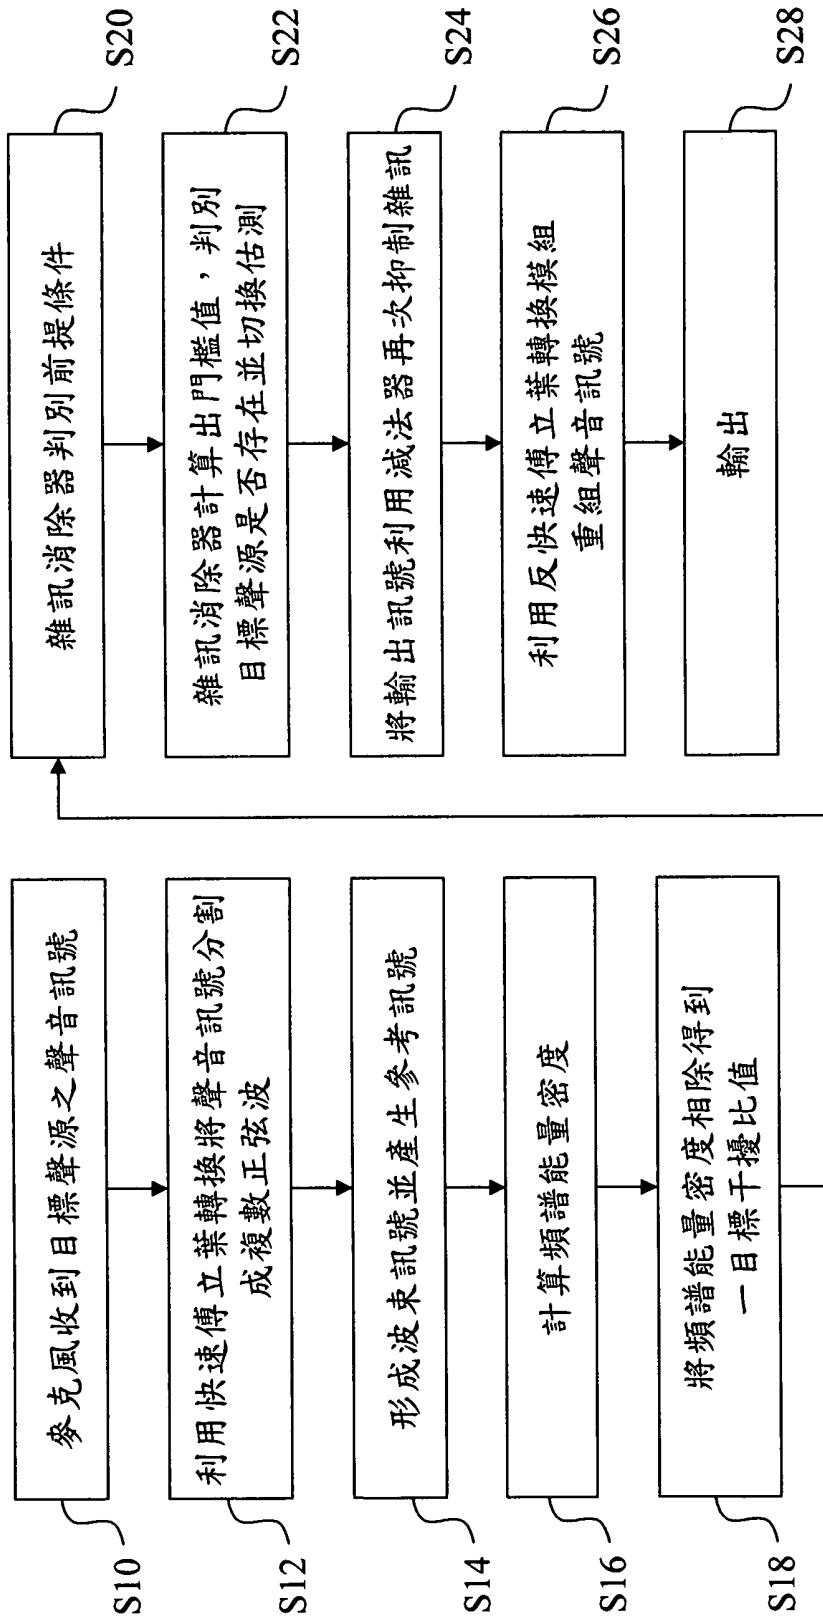 S10
麥克風收到目標聲源之聲音訊號
S12
利用快速傅立葉轉換將聲音訊號分割
成複數正弦波
S14
形成波束訊號並產生參考訊號
S16
計算頻譜能量密度
S18
將頻譜能量密度相除得到
一目標干擾比值
S20
雜訊消除器判別前提條件
S22
雜訊消除器計算出門檻值，判別
目標聲源是否存在並切換估測
S24
將輸出訊號利用減法器再次抑制雜訊
S26
利用反快速傅立葉轉換模組
重組聲音訊號
S28
輸出